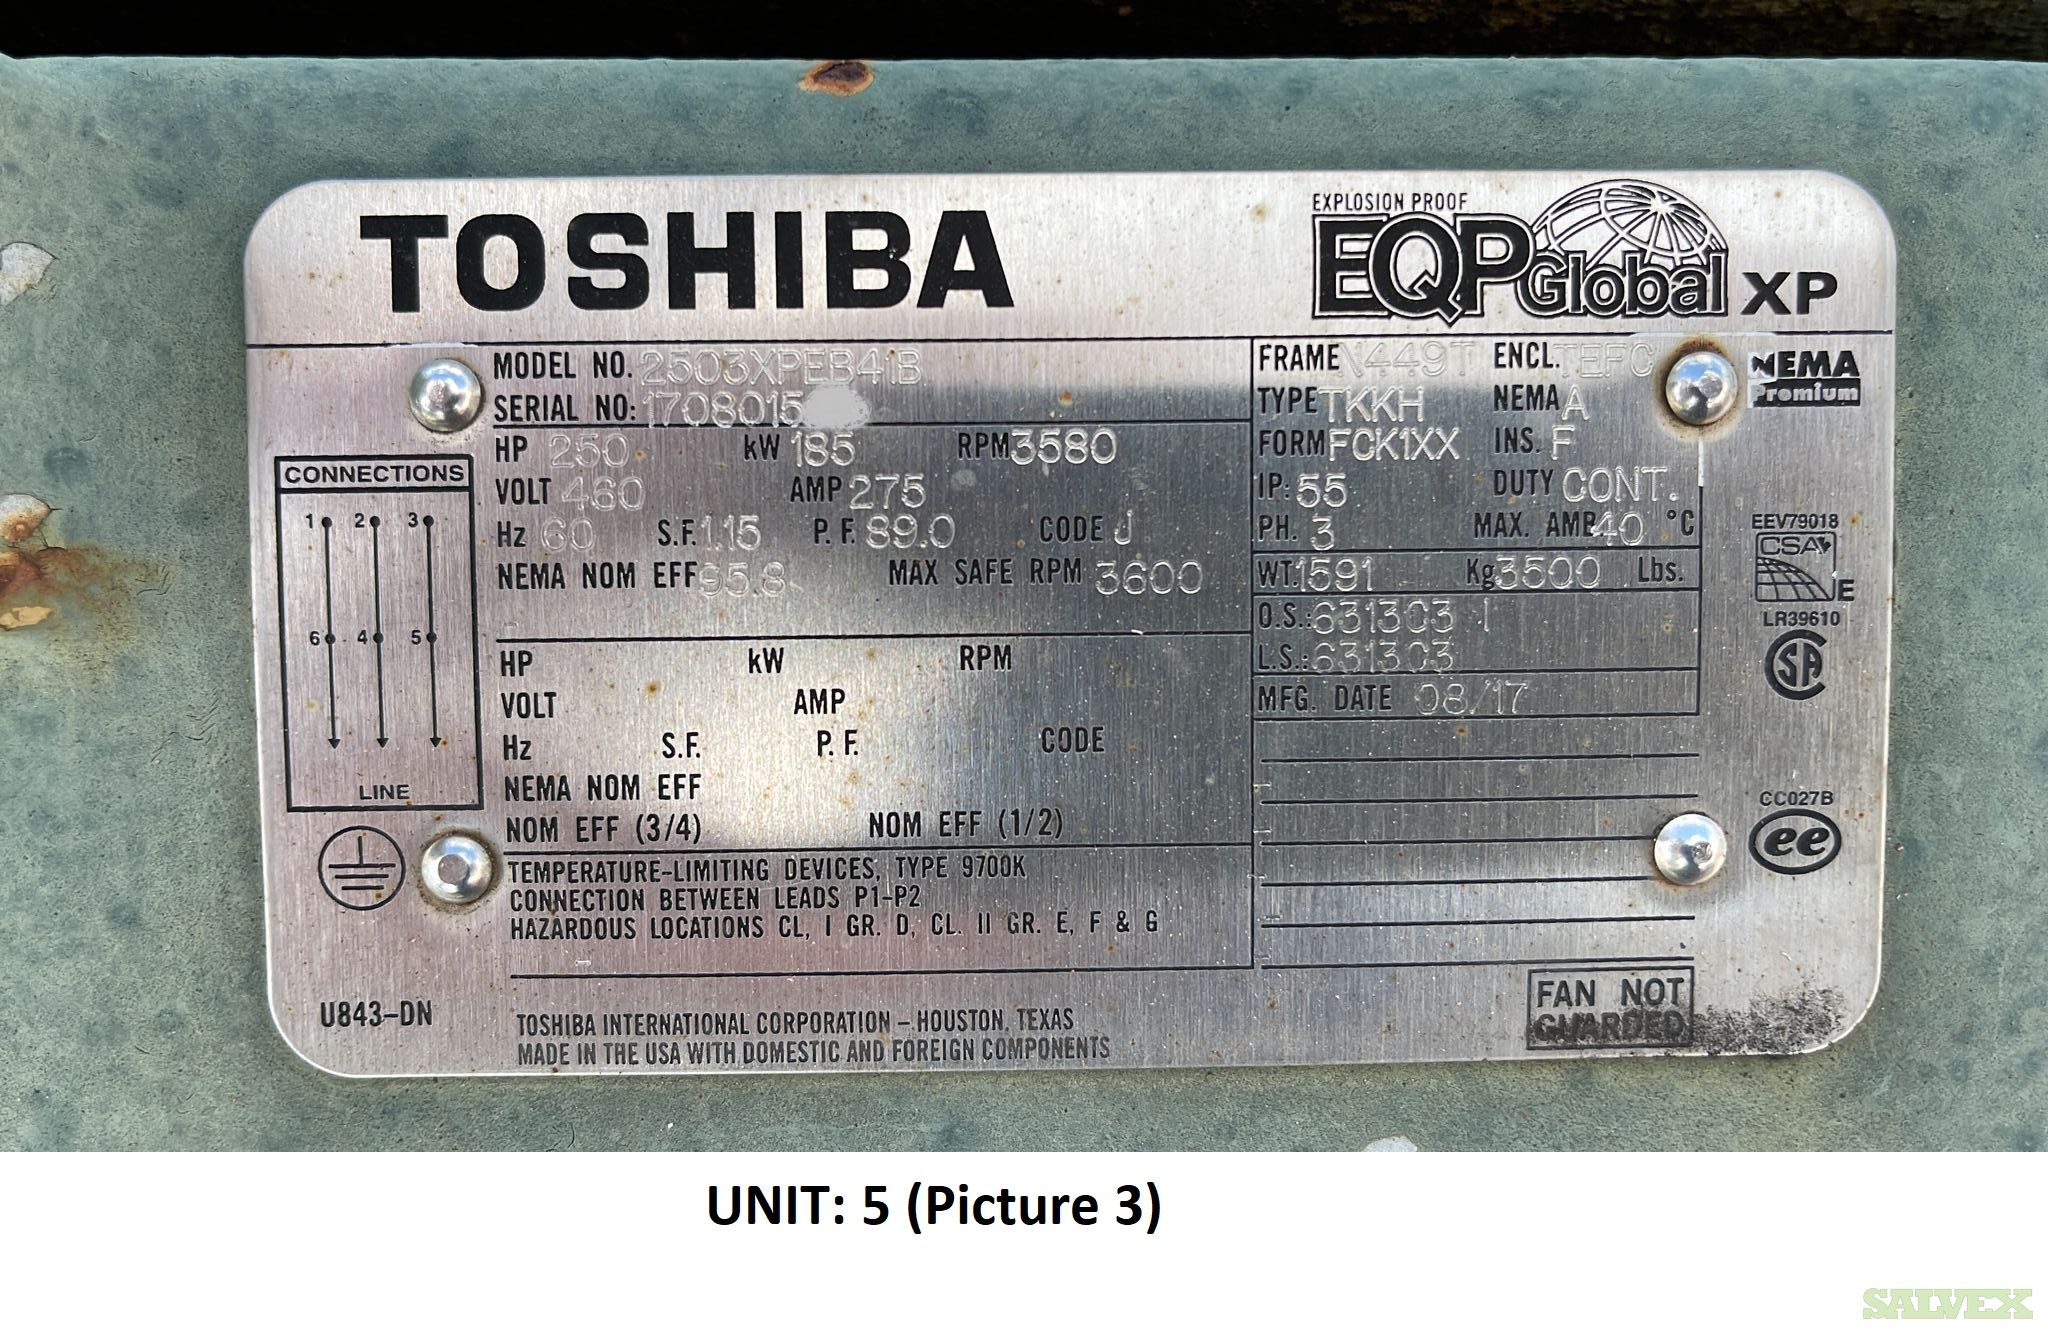 TOSHIBA
EXPLOSION PROOF
EQP Global XP
MODEL NO. 2503XPEB41B
SERIAL NO: 1708015
HP 250 kW 185 RPM 3580
VOLT 460 AMP 275
Hz 60 S.F. 1.15 P. F. 89.0 CODE J
NEMA NOM EFF 95.8 MAX SAFE RPM 3600
FRAME 449T ENCL. TEFC
TYPE TKKH NEMA A
FORM FCK1XX INS. F
IP: 55 DUTY CONT.
PH. 3 MAX. AMB 40 °C
WT. 1591 Kg 3500 Lbs.
O.S.: 631303
L.S.: 631303
MFG. DATE 08/17
NEMA
Premium
CONNECTIONS
1 2 3
6 4 5
LINE
HP kW RPM
VOLT AMP
Hz S.F. P. F. CODE
NEMA NOM EFF
NOM EFF (3/4) NOM EFF (1/2)
TEMPERATURE-LIMITING DEVICES, TYPE 9700K
CONNECTION BETWEEN LEADS P1-P2
HAZARDOUS LOCATIONS CL, I GR. D, CL. II GR. E, F & G
EEV79018
CSA
E
LR39610
SA
CC027B
ee
U843-DN
TOSHIBA INTERNATIONAL CORPORATION – HOUSTON, TEXAS
MADE IN THE USA WITH DOMESTIC AND FOREIGN COMPONENTS
FAN NOT
GUARDED
UNIT: 5 (Picture 3)
SALVEX